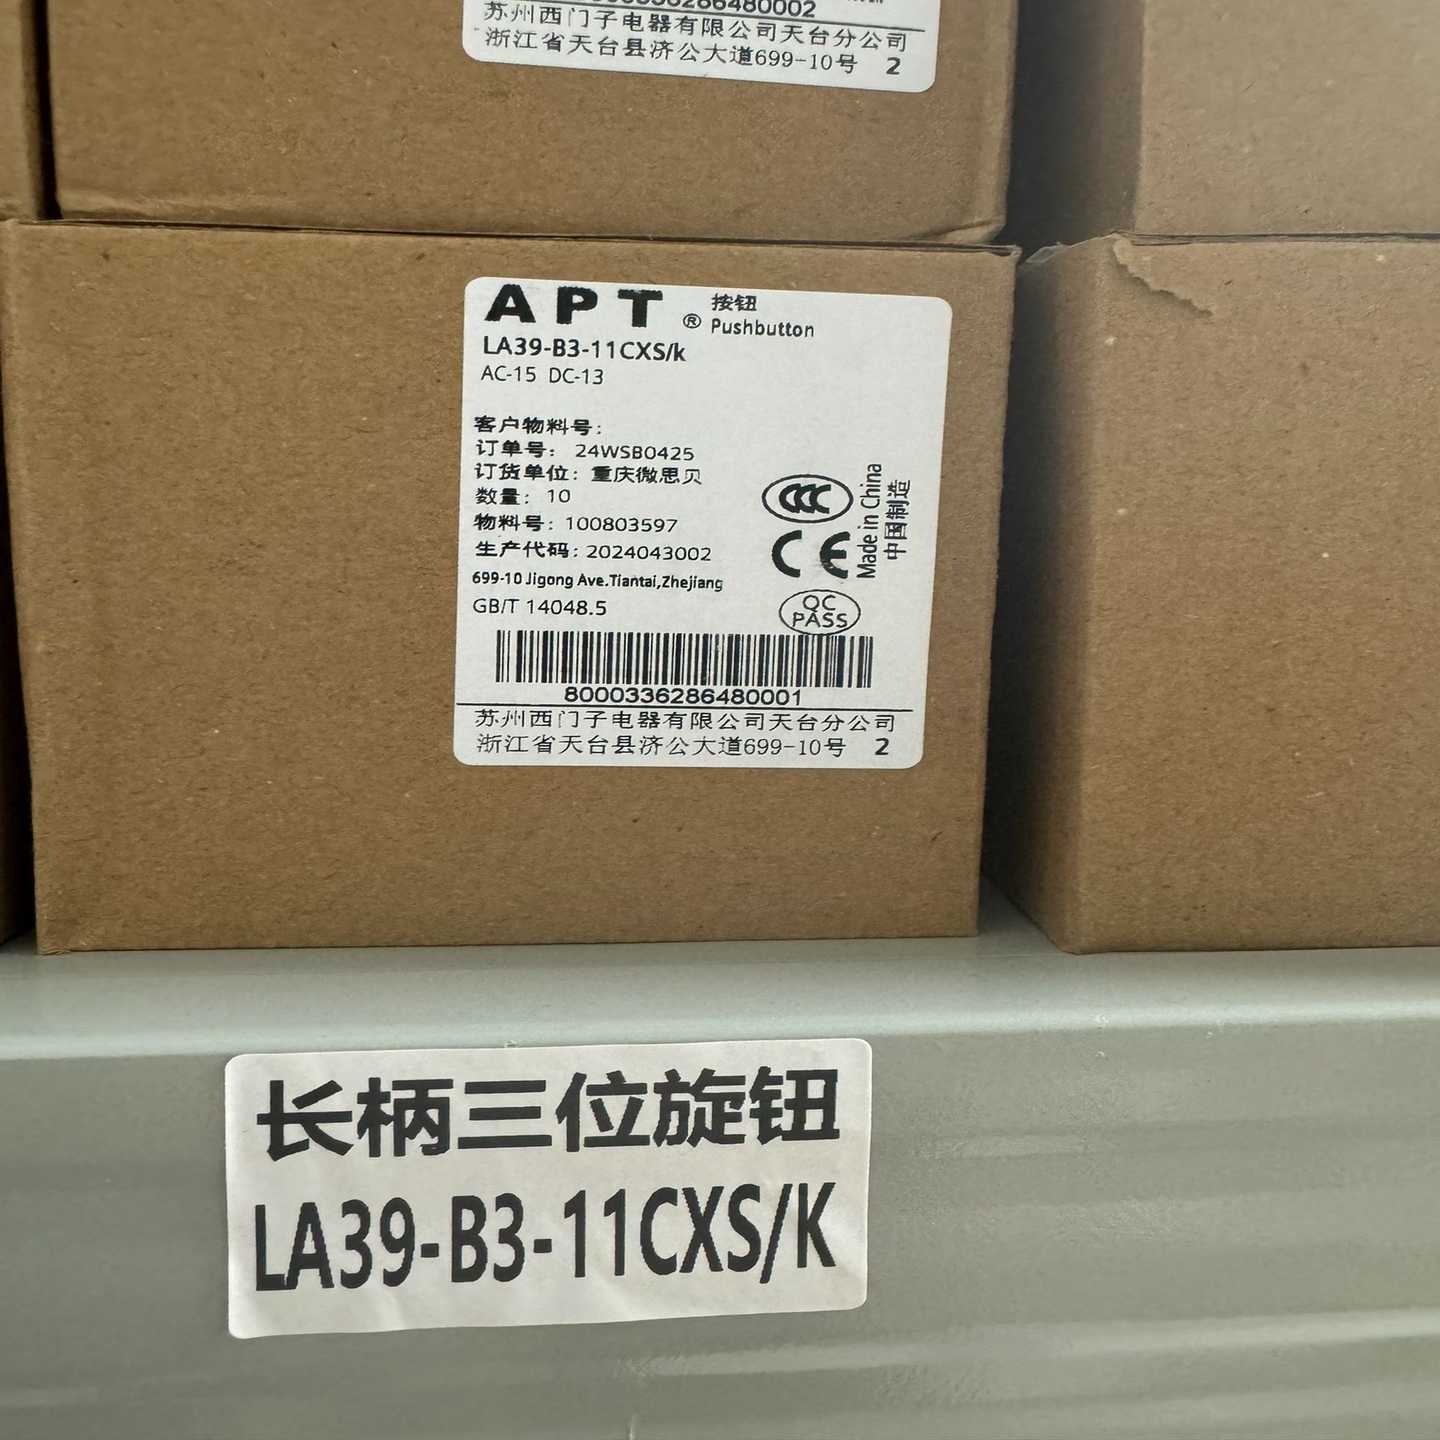 苏州西门子电器有限公司天台分公司
浙江省天台县济公大道699-10号 2
APT ® 按钮
Pushbutton
LA39-B3-11CXS/k
AC-15 DC-13
客户物料号:
订单号: 24WSB0425
订货单位: 重庆微思贝
数量: 10
物料号: 100803597
生产代码: 2024043002
699-10 Jigong Ave.Tiantai,Zhejiang
GB/T 14048.5
CCC
CE
Made in China
中国制造
QC
PASS
8000336286480001
苏州西门子电器有限公司天台分公司
浙江省天台县济公大道699-10号 2
长柄三位旋钮
LA39-B3-11CXS/K